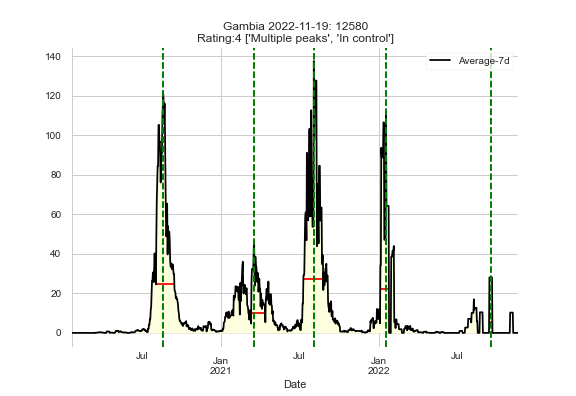 Gambia 2022-11-19: 12580
Rating:4 ['Multiple peaks', 'In control']
140
120
100
80
60
40
20
0
Average-7d
Jul
Jan
2021
Jul
Jan
2022
Jul
Date